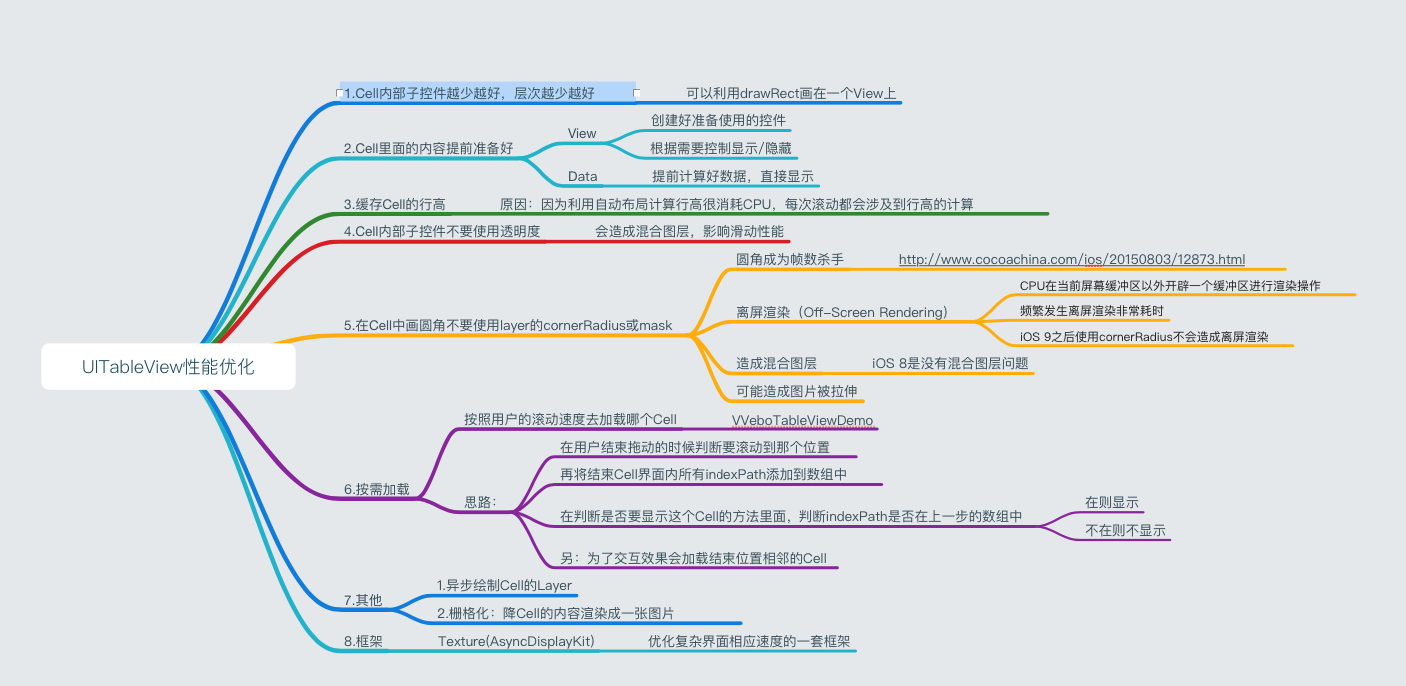 1.Cell内部子控件越少越好，层次越少越好
可以利用drawRect画在一个View上
2.Cell里面的内容提前准备好
View
创建好准备使用的控件
根据需要控制显示/隐藏
Data
提前计算好数据，直接显示
3.缓存Cell的行高
原因：因为利用自动布局计算行高很消耗CPU，每次滚动都会涉及到行高的计算
4.Cell内部子控件不要使用透明度
会造成混合图层，影响滑动性能
5.在Cell中画圆角不要使用layer的cornerRadius或mask
圆角成为帧数杀手
http://www.cocoachina.com/ios/20150803/12873.html
离屏渲染（Off-Screen Rendering）
CPU在当前屏幕缓冲区以外开辟一个缓冲区进行渲染操作
频繁发生离屏渲染非常耗时
iOS 9之后使用cornerRadius不会造成离屏渲染
造成混合图层
iOS 8是没有混合图层问题
可能造成图片被拉伸
UITableView性能优化
6.按需加载
按照用户的滚动速度去加载哪个Cell
VVeboTableViewDemo
思路：
在用户结束拖动的时候判断要滚动到那个位置
再将结束Cell界面内所有indexPath添加到数组中
在判断是否要显示这个Cell的方法里面，判断indexPath是否在上一步的数组中
在则显示
不在则不显示
另：为了交互效果会加载结束位置相邻的Cell
7.其他
1.异步绘制Cell的Layer
2.栅格化：降Cell的内容渲染成一张图片
8.框架
Texture(AsyncDisplayKit)
优化复杂界面相应速度的一套框架